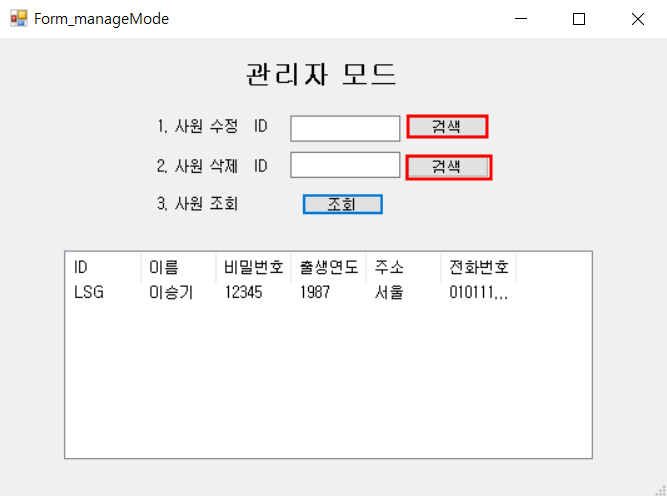 Form_manageMode
관리자 모드
1. 사원 수정 ID 검색
2. 사원 삭제 ID 검색
3. 사원 조회 조회
ID 이름 비밀번호 출생연도 주소 전화번호
LSG 이승기 12345 1987 서울 010111...